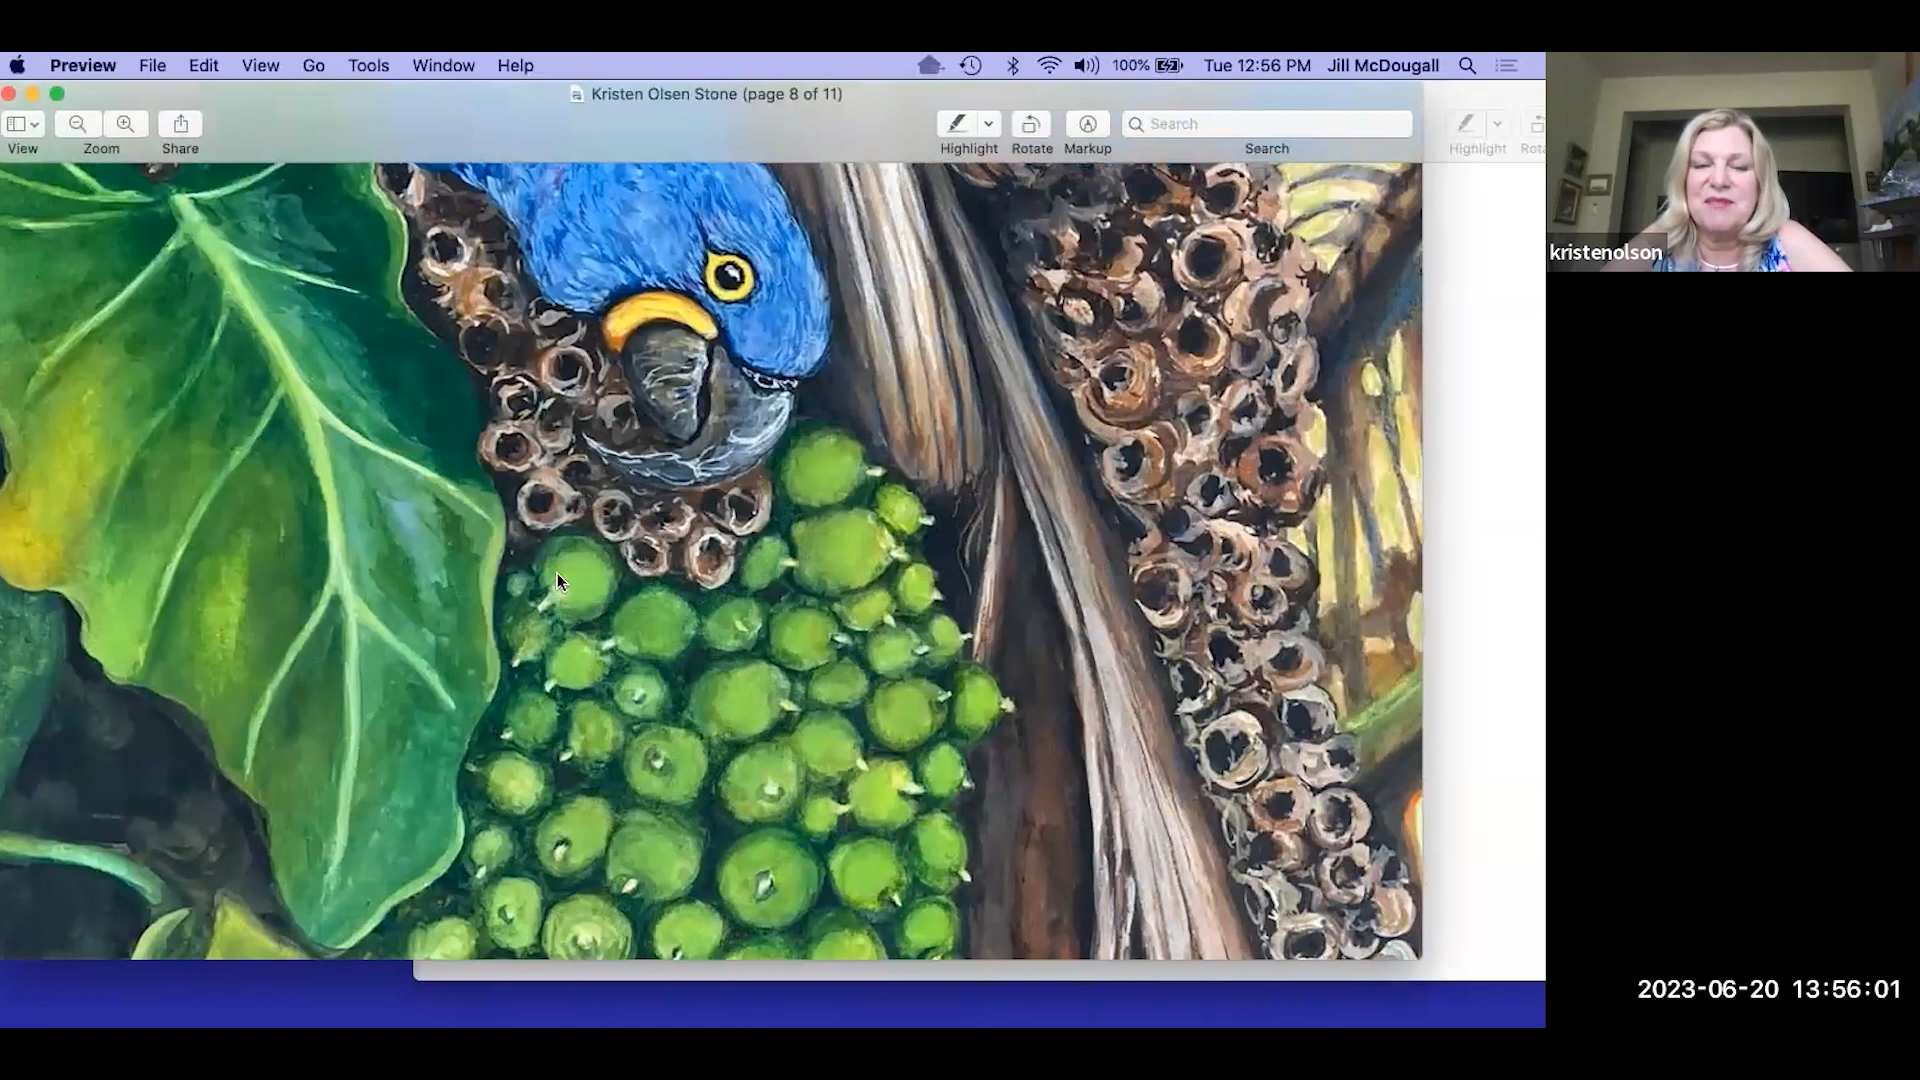 Preview File Edit View Go Tools Window Help 100% Tue 12:56 PM Jill McDougall
Kristen Olsen Stone (page 8 of 11)
Search
View Zoom Share Highlight Rotate Markup Search Highlight Rota
kristenolson
2023-06-20 13:56:01